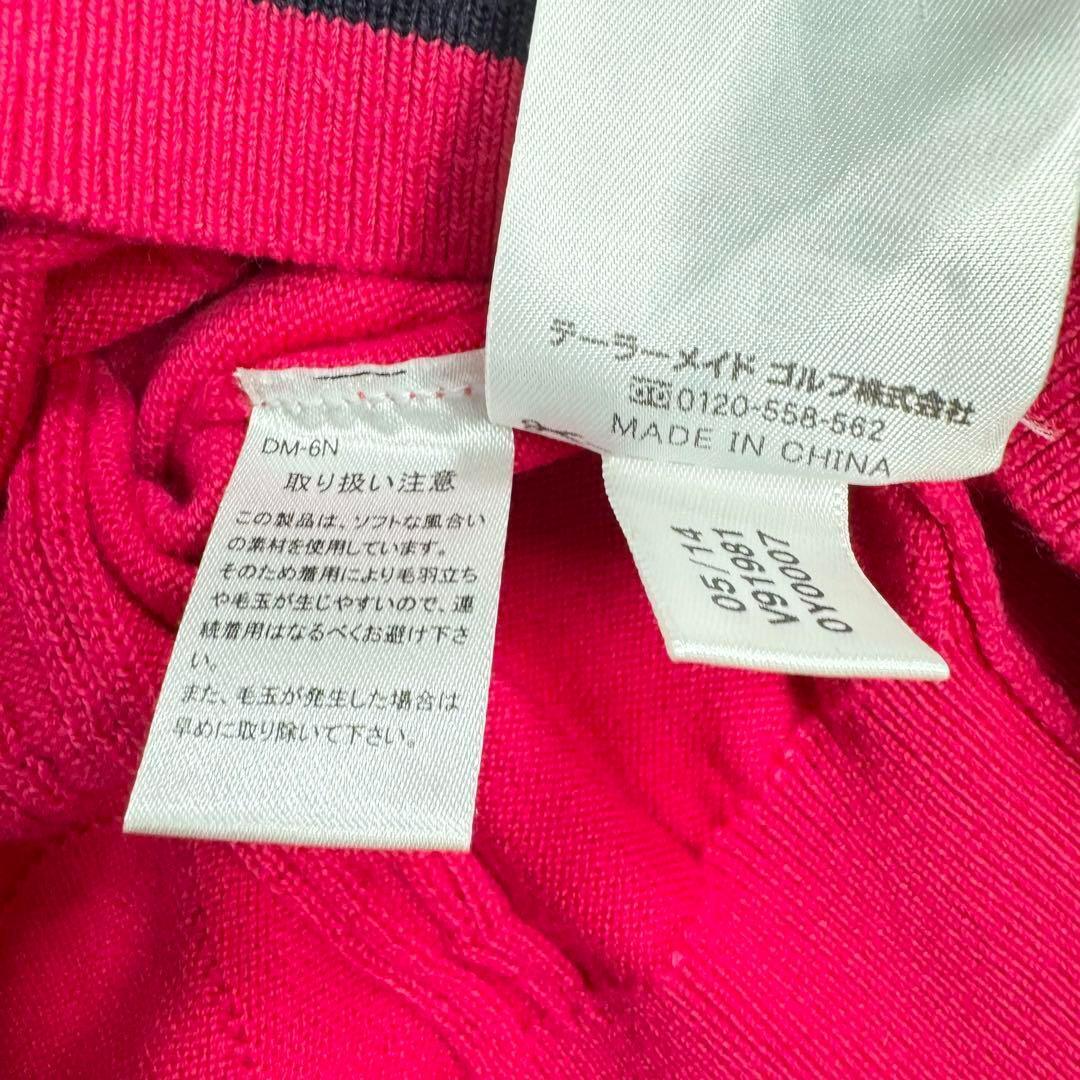 テーラーメイド ゴルフ株式会社
0120-558-562
MADE IN CHINA
DM-6N
取り扱い注意
この製品は、ソフトな風合い
の素材を使用しています。
そのため着用により毛羽立ち
や毛玉が生じやすいので、連
続着用はなるべくお避け下さ
い。
また、毛玉が発生した場合は
早めに取り除いて下さい。
05/14
V91981
0Y0007